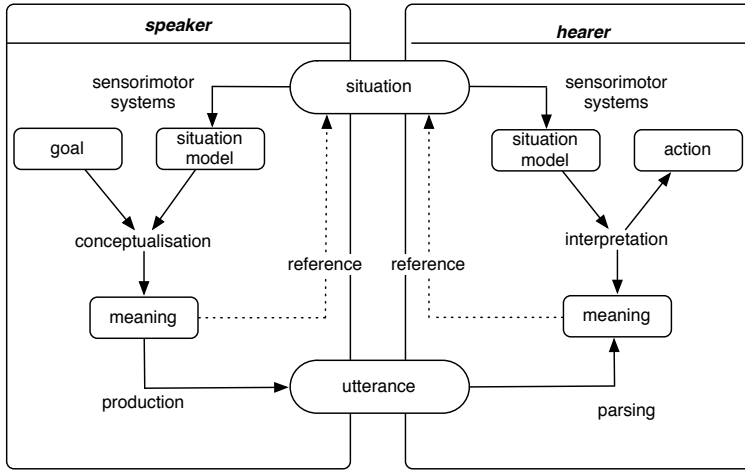 speaker
hearer
sensorimotor
systems
situation
sensorimotor
systems
goal
situation
model
situation
model
action
conceptualisation
interpretation
reference
reference
meaning
meaning
utterance
production
parsing